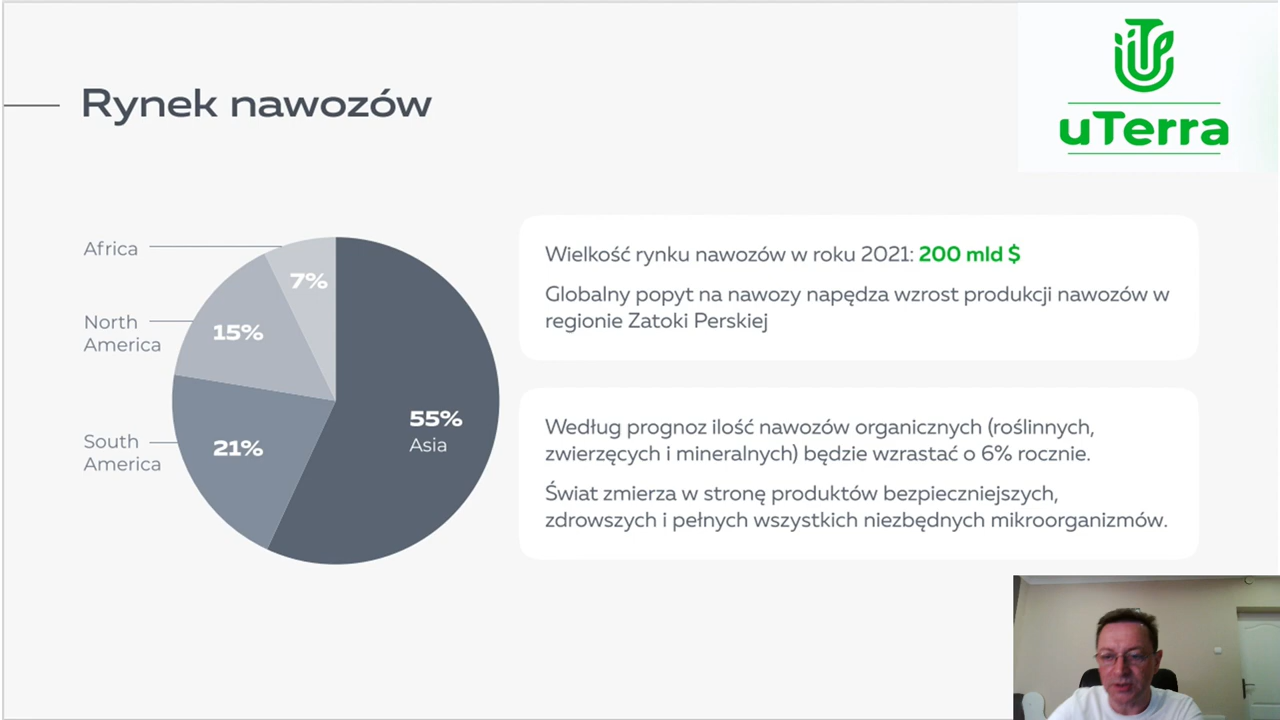 uTerra
Rynek nawozów
Africa
7%
North
America
15%
South
America
21%
55%
Asia
Wielkość rynku nawozów w roku 2021: 200 mld $
Globalny popyt na nawozy napędza wzrost produkcji nawozów w
regionie Zatoki Perskiej
Według prognoz ilość nawozów organicznych (roślinnych,
zwierzęcych i mineralnych) będzie wzrastać o 6% rocznie.
Świat zmierza w stronę produktów bezpieczniejszych,
zdrowszych i pełnych wszystkich niezbędnych mikroorganizmów.